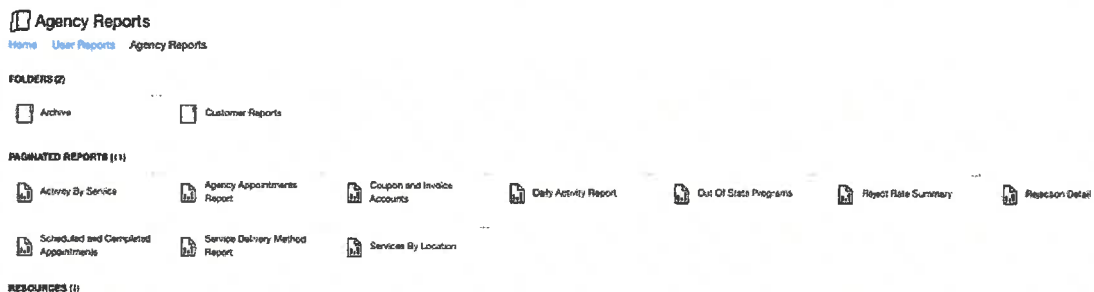 Agency Reports
Home User Reports Agency Reports
FOLDERS (2)
Archive Customer Reports
PAGINATED REPORTS (11)
Activity By Service Agency Appointments Report Coupon and Invoice Accounts Daily Activity Report Out Of State Programs Reject Rate Summary Rejection Detail
Scheduled and Completed Appointments Service Delivery Method Report Services By Location
RESOURCES (1)